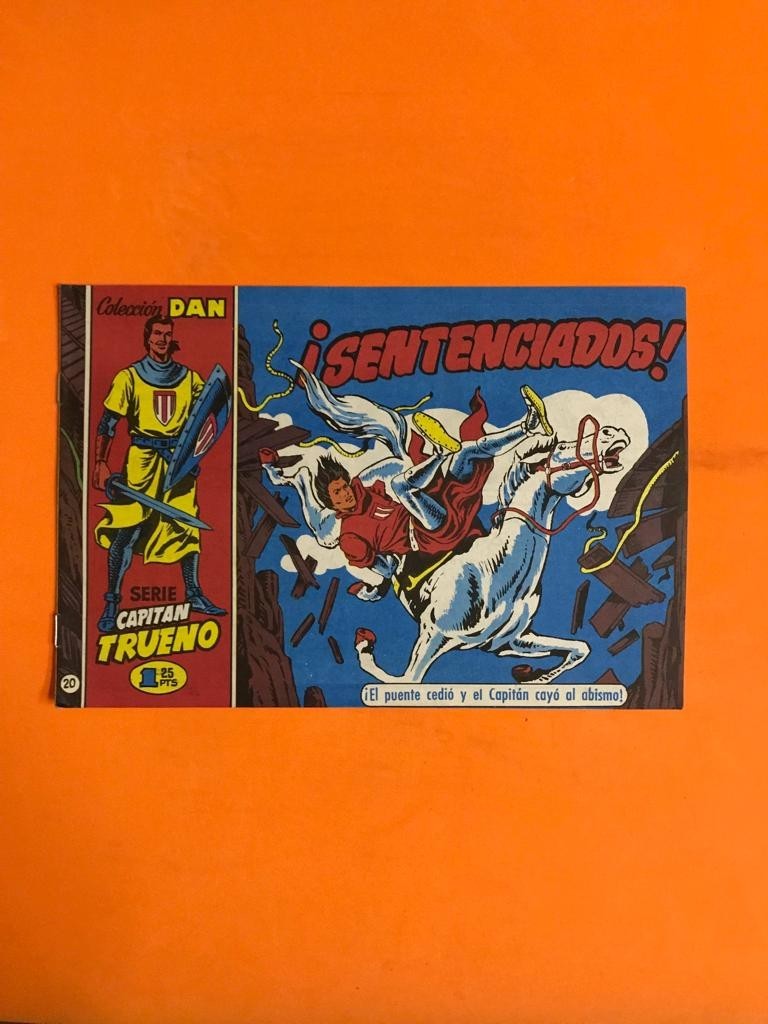 Colección DAN
¡SENTENCIADOS!
SERIE
CAPITAN
TRUENO
1 25
PTS
20
¡El puente cedió y el Capitán cayó al abismo!